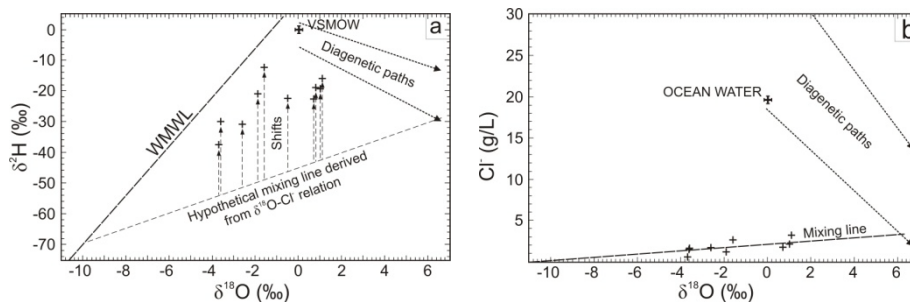 a
VSMOW
Diagenetic paths
WMWL
Shifts
Hypothetical mixing line derived
from δ¹⁸O-Cl⁻ relation
δ²H (‰)
0
-10
-20
-30
-40
-50
-60
-70
-10 -8 -6 -4 -2 0 2 4 6
δ¹⁸O (‰)
b
OCEAN WATER
Diagenetic paths
Mixing line
Cl⁻ (g/L)
30
25
20
15
10
5
-10 -8 -6 -4 -2 0 2 4 6
δ¹⁸O (‰)